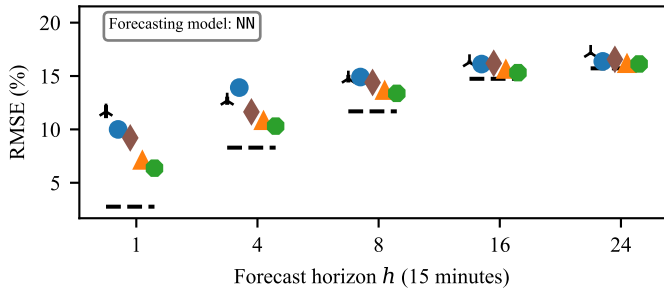 Forecasting model: NN
RMSE (%)
20
15
10
5
1 4 8 16 24
Forecast horizon h (15 minutes)